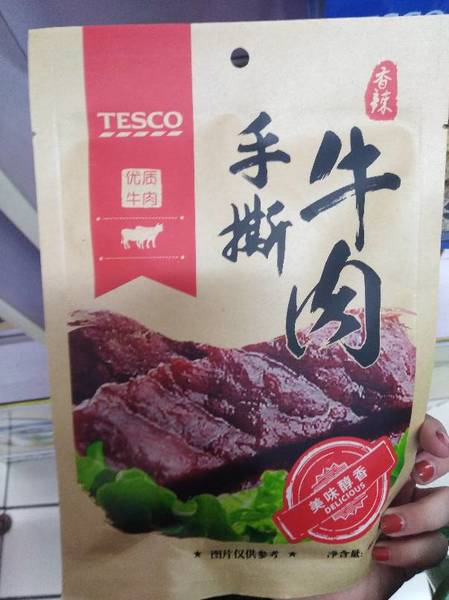 TESCO
优质
牛肉
香辣
手撕
牛肉
美味醇香
DELICIOUS
★ 图片仅供参考 ★
净含量: